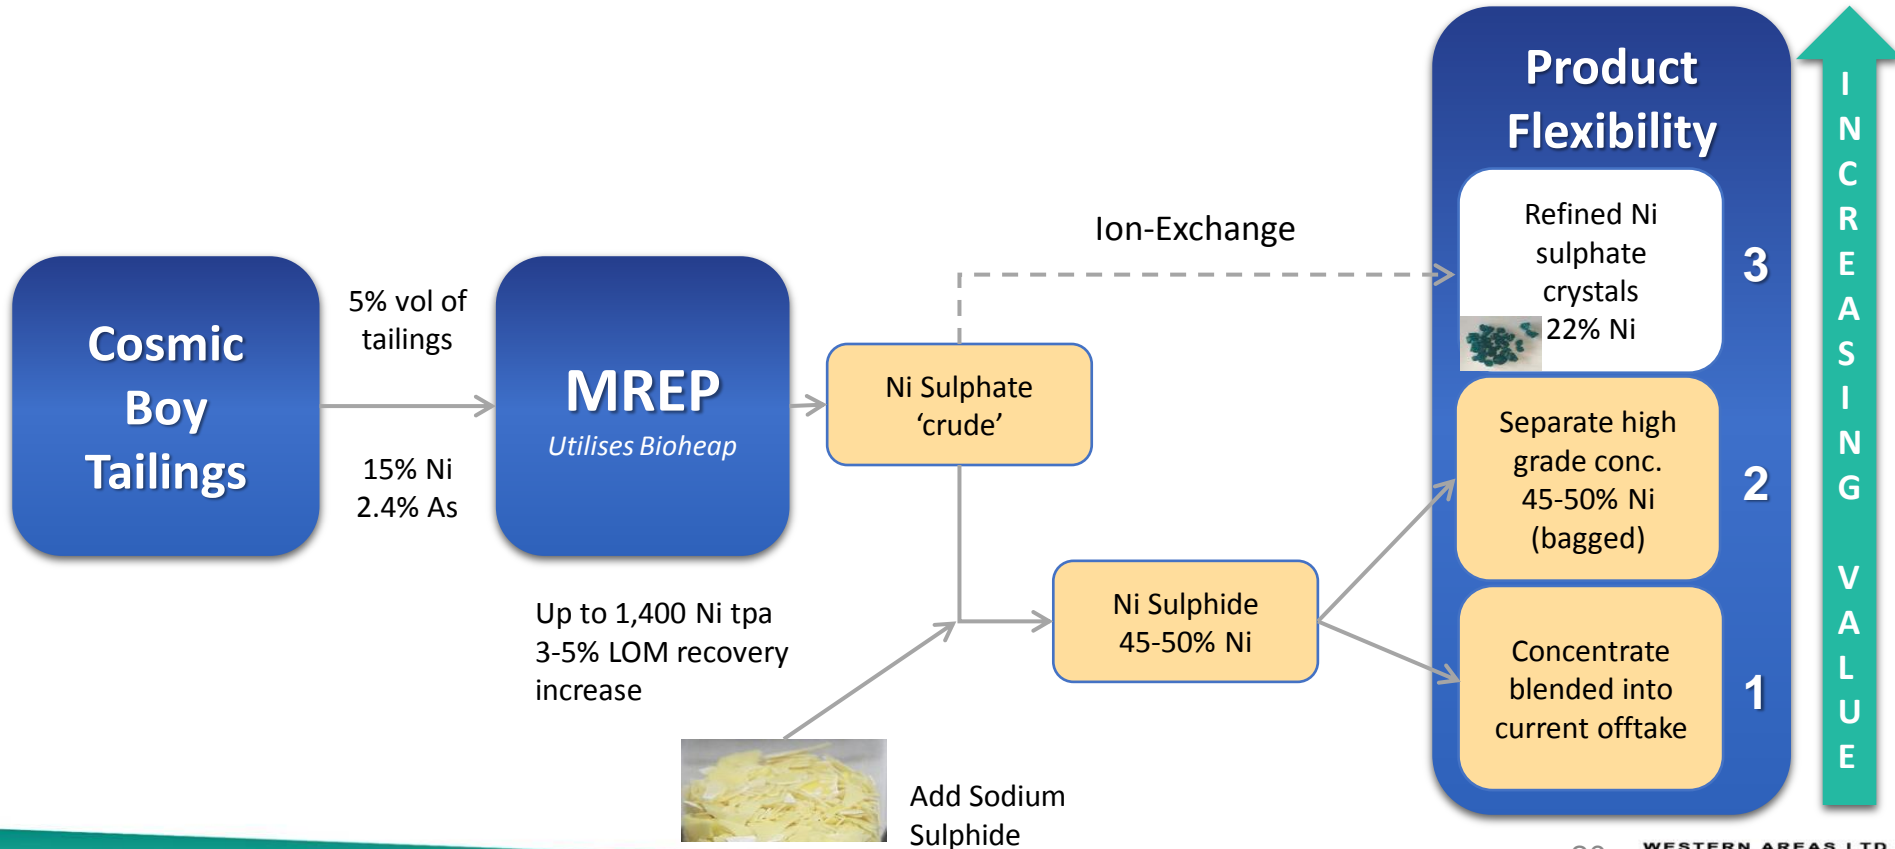 Cosmic
Boy
Tailings
5% vol of
tailings
15% Ni
2.4% As
MREP
Utilises Bioheap
Up to 1,400 Ni tpa
3-5% LOM recovery
increase
Add Sodium
Sulphide
Ni Sulphate
‘crude’
Ion-Exchange
Ni Sulphide
45-50% Ni
Product
Flexibility
Refined Ni
sulphate
crystals
22% Ni
3
Separate high
grade conc.
45-50% Ni
(bagged)
2
Concentrate
blended into
current offtake
1
INCREASING VALUE
WESTERN AREAS LTD